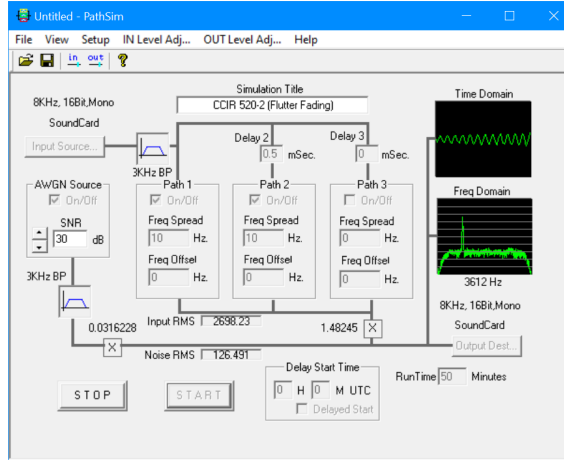 Untitled - PathSim
File View Setup IN Level Adj... OUT Level Adj... Help
in out ?
Simulation Title
CCIR 520-2 (Flutter Fading)
Time Domain
8KHz, 16Bit,Mono
SoundCard
Input Source...
3KHz BP
Delay 2
0.5 mSec.
Delay 3
0 mSec.
AWGN Source
On/Off
SNR
30 dB
3KHz BP
Path 1
On/Off
Freq Spread
10 Hz.
Freq Offset
0 Hz.
Path 2
On/Off
Freq Spread
10 Hz.
Freq Offset
0 Hz.
Path 3
On/Off
Freq Spread
0 Hz.
Freq Offset
0 Hz.
Freq Domain
3612 Hz
8KHz, 16Bit,Mono
SoundCard
Output Dest...
0.0316228
X
Input RMS 2698.23
Noise RMS 126.491
1.48245 X
Delay Start Time
0 H 0 M UTC
Delayed Start
RunTime 50 Minutes
STOP
START